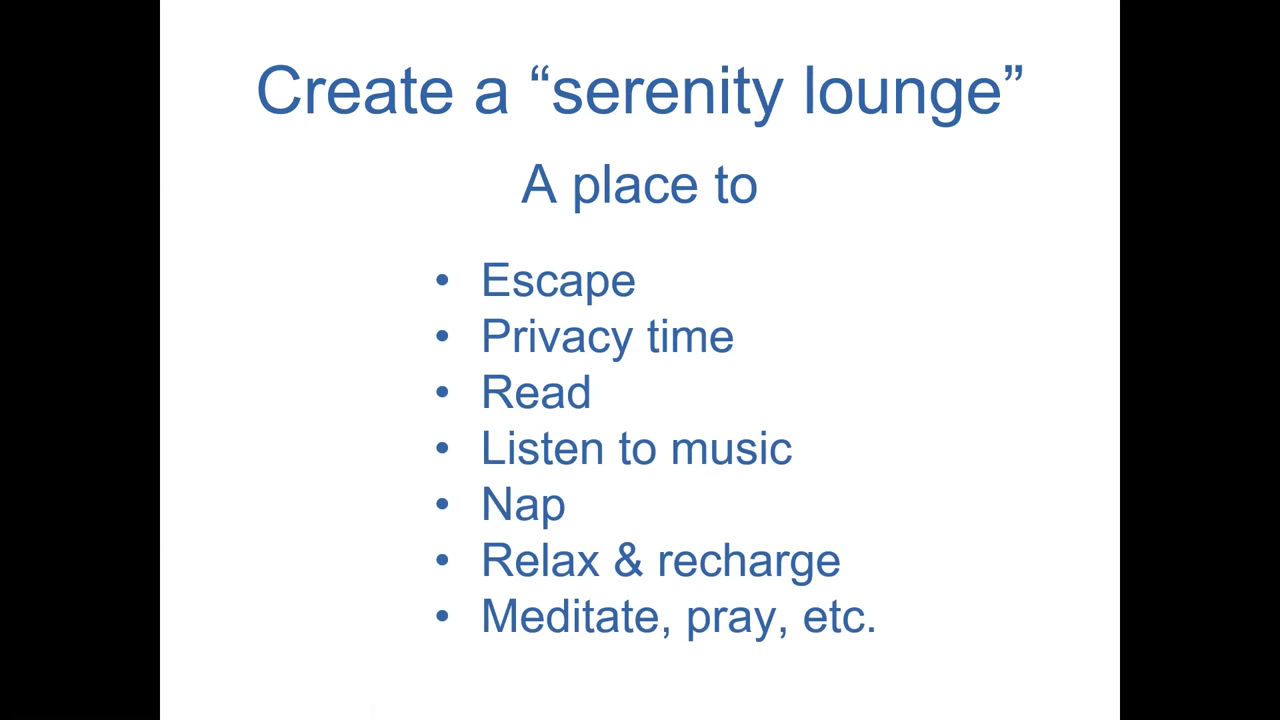 Create a “serenity lounge”
A place to
• Escape
• Privacy time
• Read
• Listen to music
• Nap
• Relax & recharge
• Meditate, pray, etc.